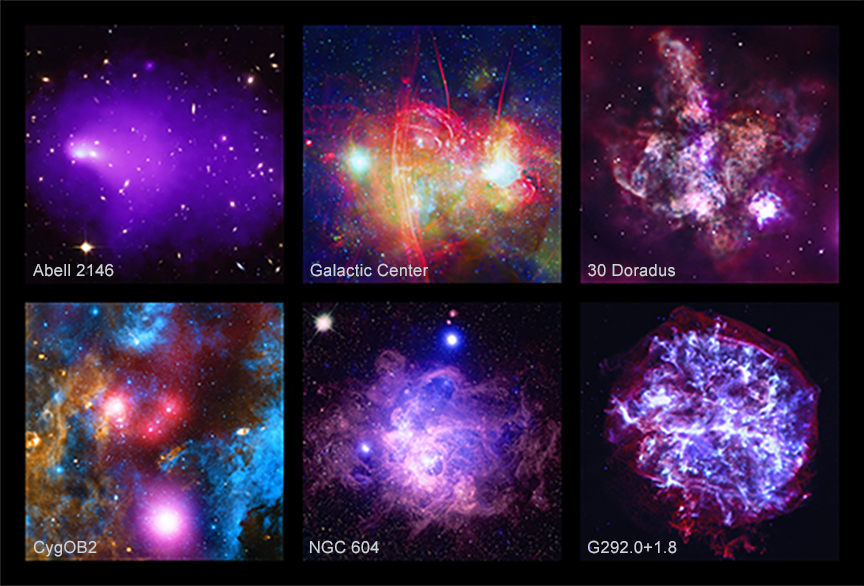 Abell 2146
Galactic Center
30 Doradus
CygOB2
NGC 604
G292.0+1.8